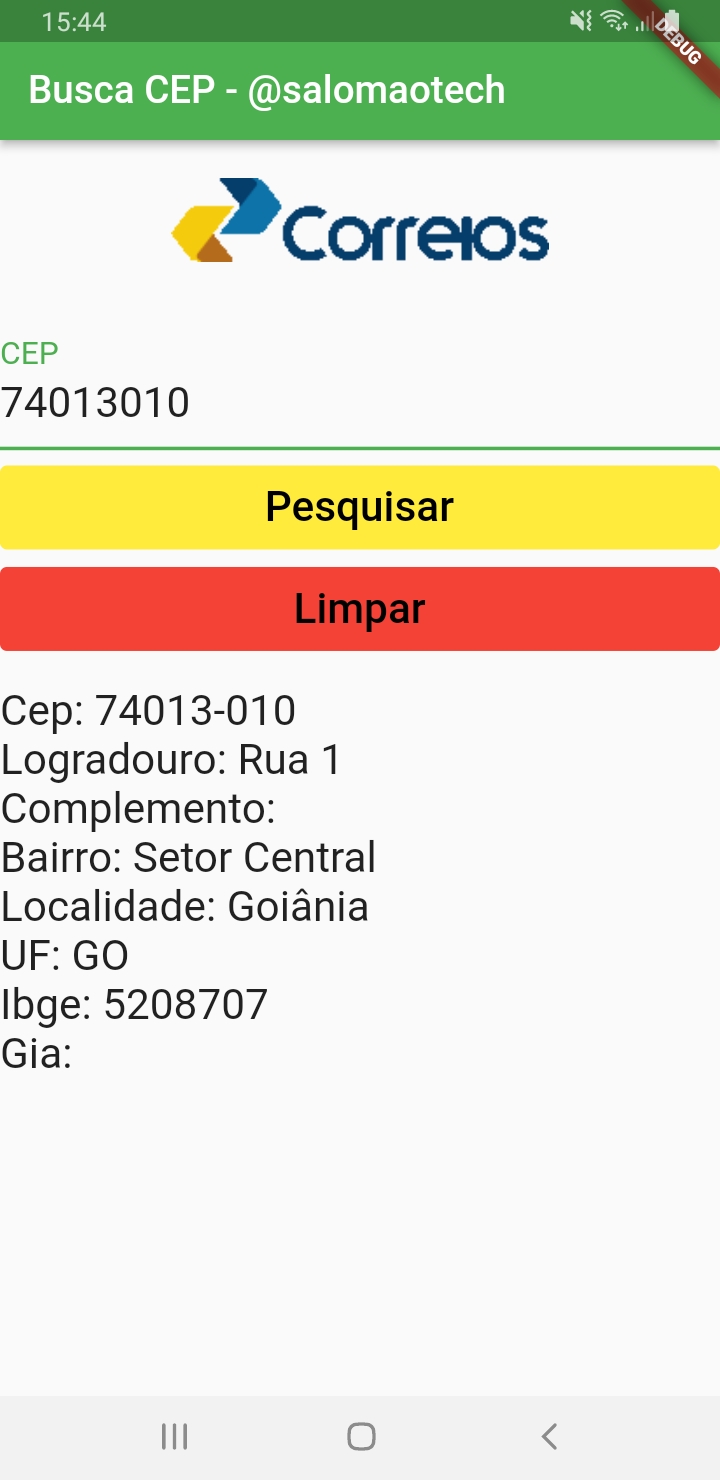 15:44
DEBUG
Busca CEP - @salomaotech
Correios
CEP
74013010
Pesquisar
Limpar
Cep: 74013-010
Logradouro: Rua 1
Complemento:
Bairro: Setor Central
Localidade: Goiânia
UF: GO
Ibge: 5208707
Gia: